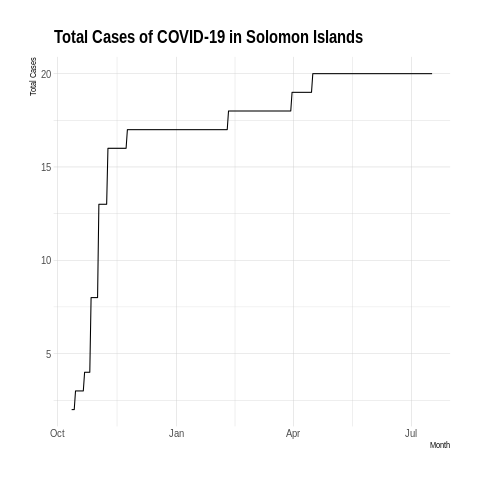 Total Cases of COVID-19 in Solomon Islands
Total Cases
20
15
10
5
Oct Jan Apr Jul
Month